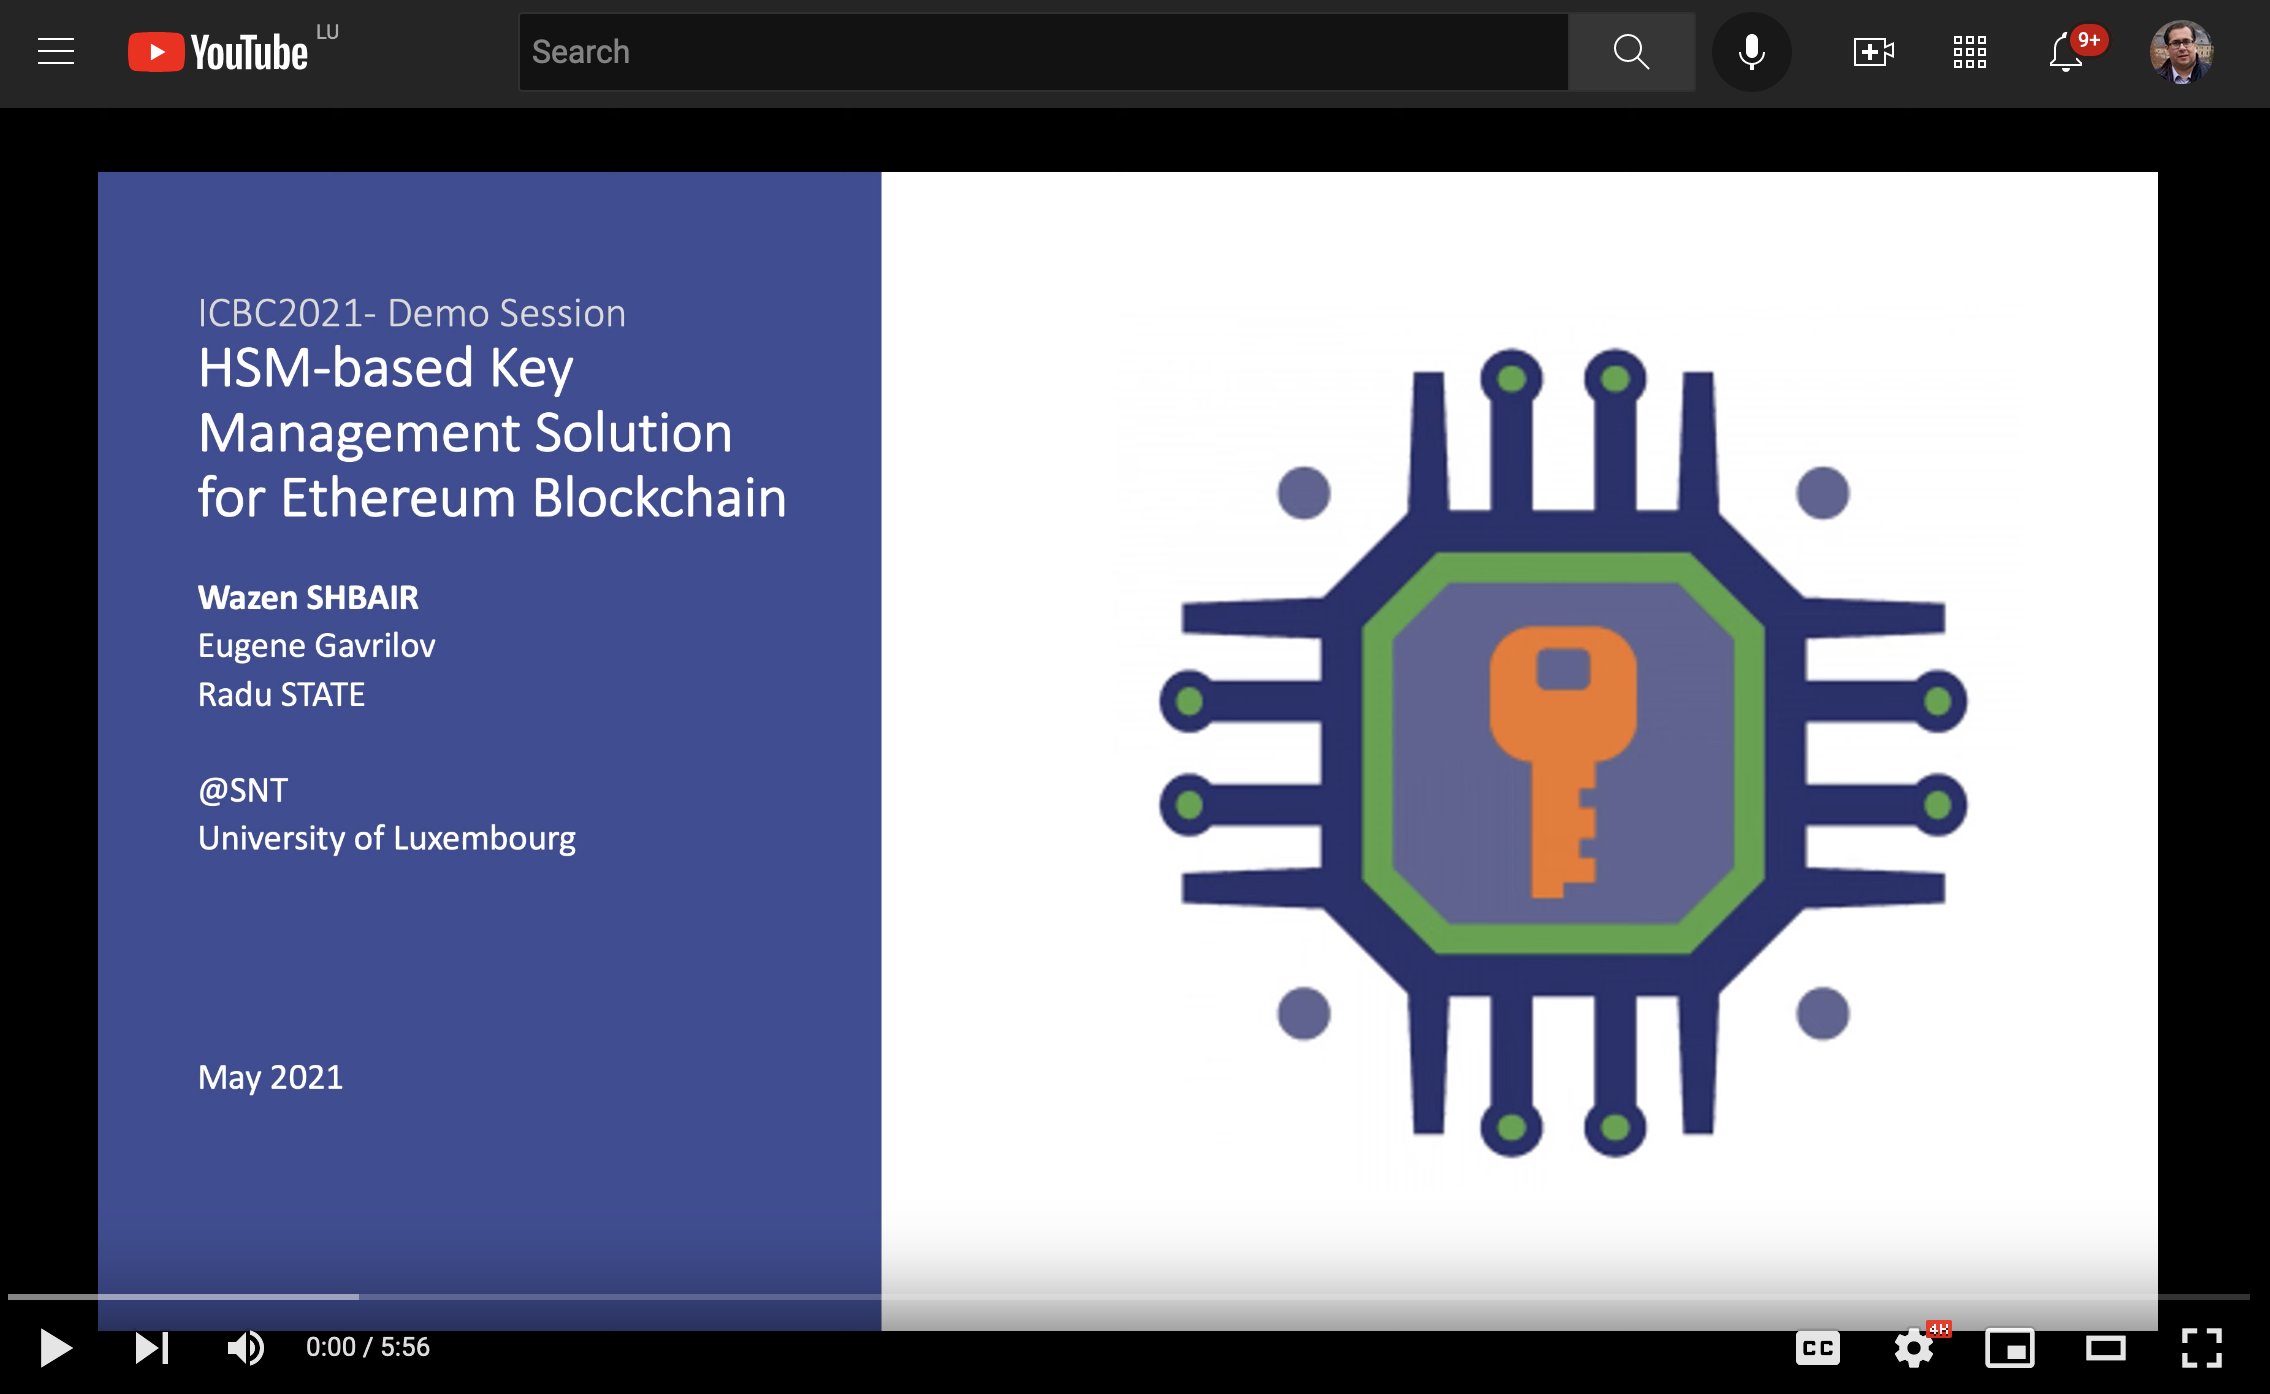 YouTube LU
Search
9+
ICBC2021- Demo Session
HSM-based Key
Management Solution
for Ethereum Blockchain
Wazen SHBAIR
Eugene Gavrilov
Radu STATE
@SNT
University of Luxembourg
May 2021
0:00 / 5:56
CC
4K